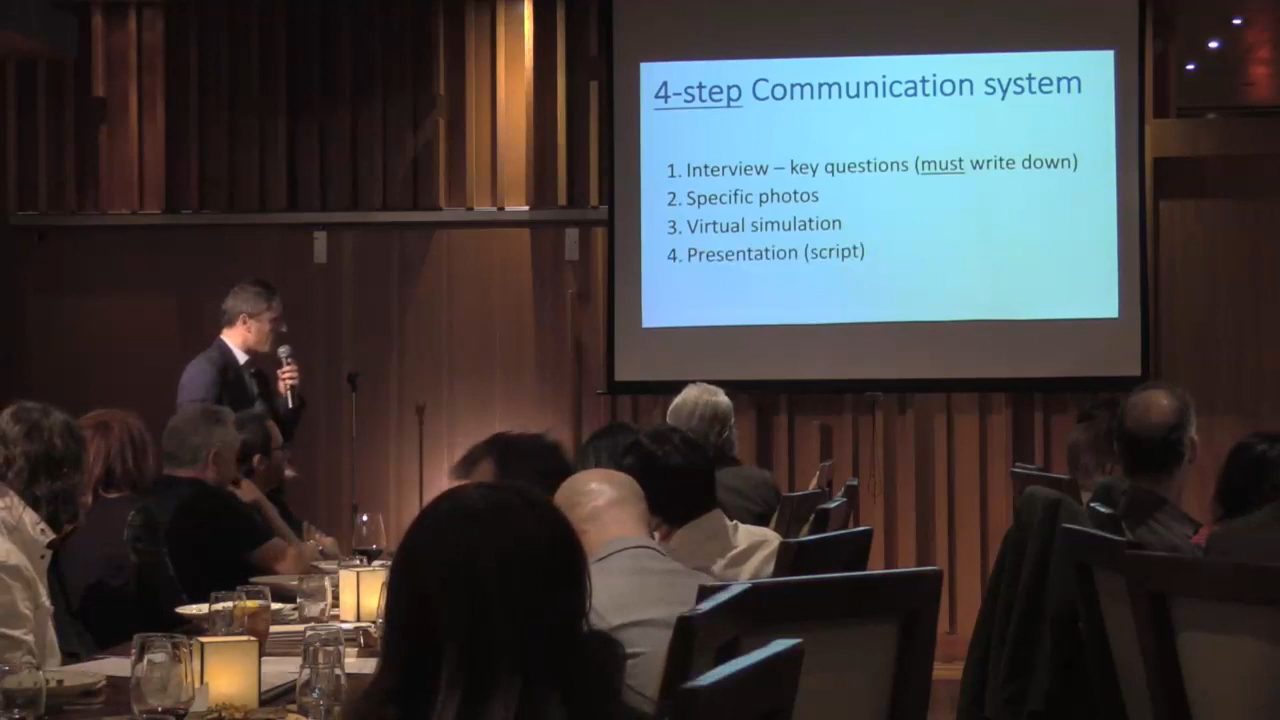 4-step Communication system
1. Interview – key questions (must write down)
2. Specific photos
3. Virtual simulation
4. Presentation (script)